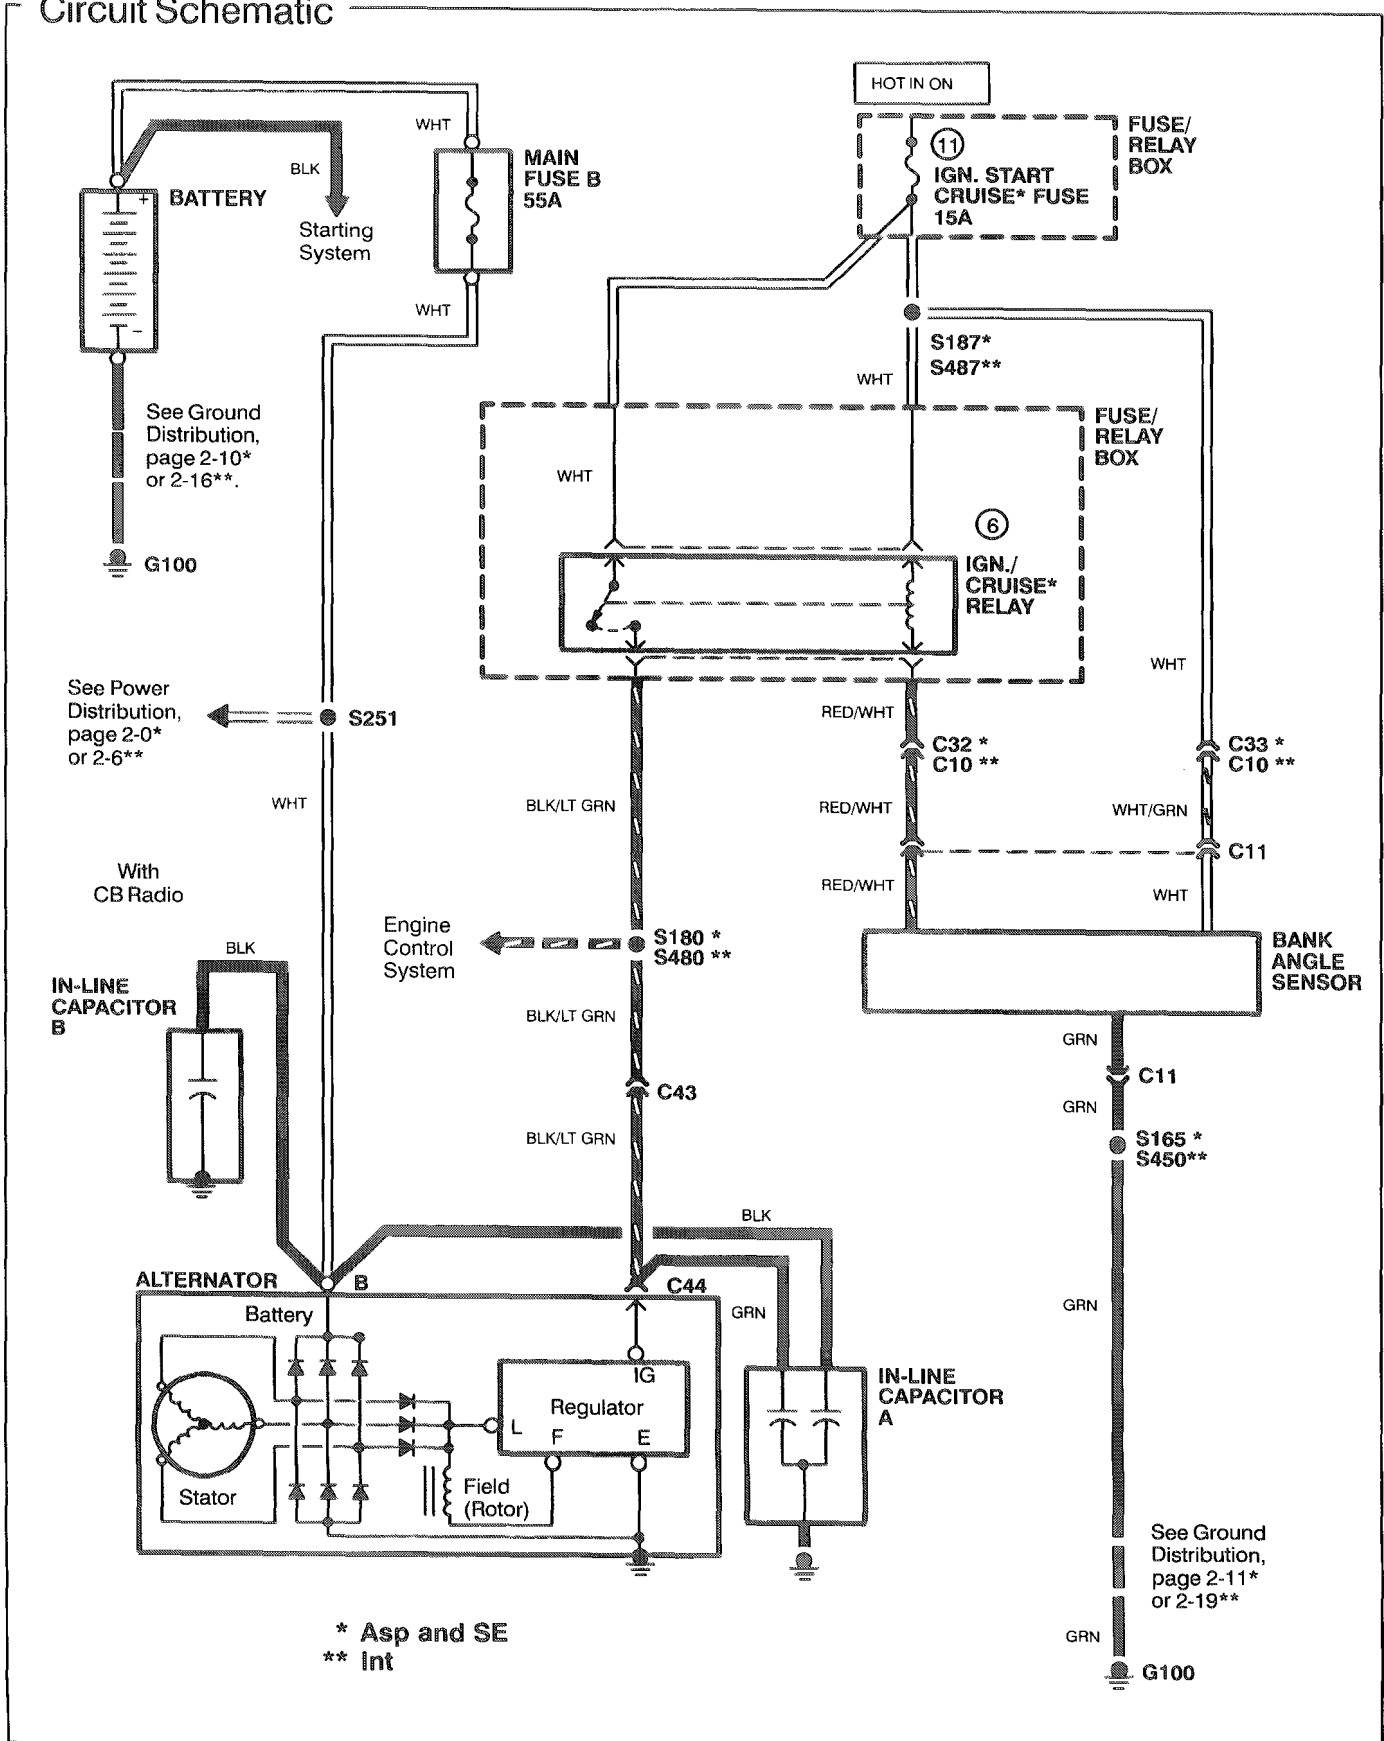 Circuit Schematic
HOT IN ON
FUSE/
RELAY
BOX
11
IGN. START
CRUISE* FUSE
15A
WHT
MAIN
FUSE B
55A
BLK
+
BATTERY
Starting
System
−
WHT
S187*
S487**
WHT
See Ground
Distribution,
page 2-10*
or 2-16**.
G100
FUSE/
RELAY
BOX
WHT
6
IGN./
CRUISE*
RELAY
WHT
See Power
Distribution,
page 2-0*
or 2-6**
S251
RED/WHT
C32 *
C10 **
C33 *
C10 **
WHT
BLK/LT GRN
RED/WHT
WHT/GRN
C11
With
CB Radio
RED/WHT
WHT
Engine
Control
System
S180 *
S480 **
BANK
ANGLE
SENSOR
BLK
IN-LINE
CAPACITOR
B
BLK/LT GRN
GRN
C11
C43
GRN
BLK/LT GRN
S165 *
S450**
BLK
ALTERNATOR
B
C44
Battery
GRN
GRN
IG
Regulator
L
F
E
IN-LINE
CAPACITOR
A
Stator
Field
(Rotor)
See Ground
Distribution,
page 2-11*
or 2-19**
GRN
G100
* Asp and SE
** Int